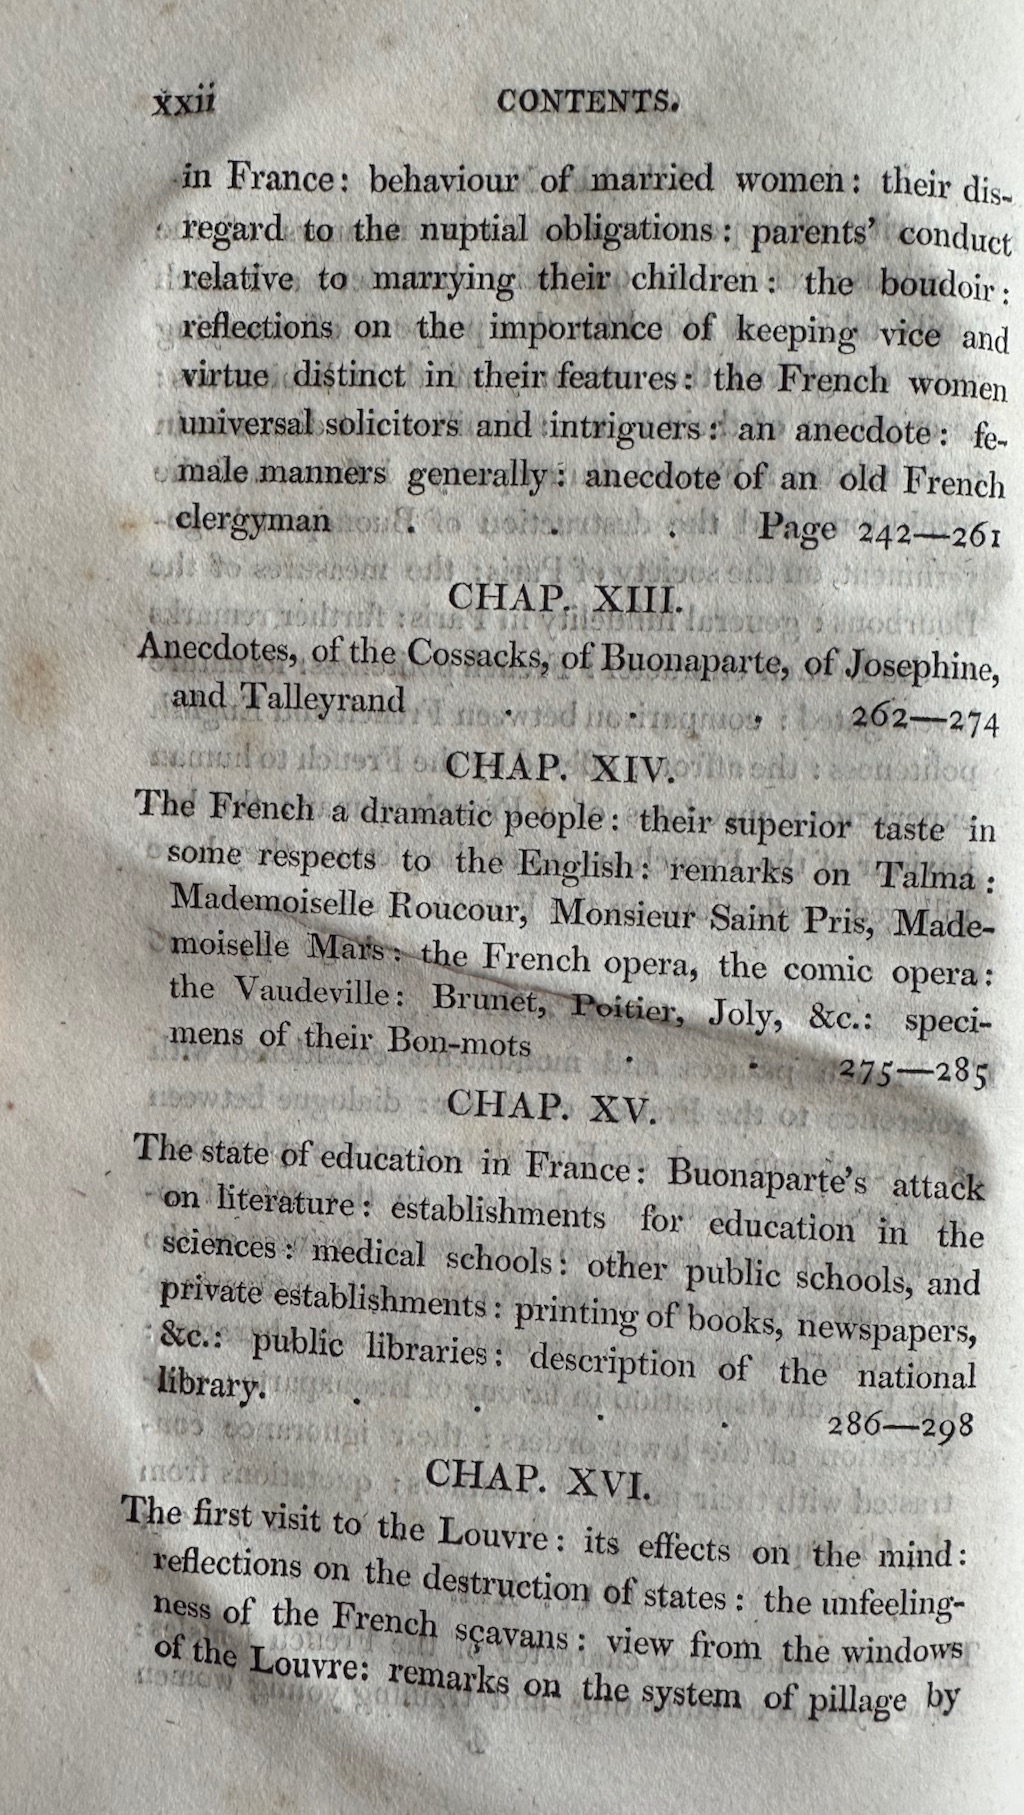 xxii CONTENTS.
in France: behaviour of married women: their dis-
regard to the nuptial obligations: parents' conduct
relative to marrying their children: the boudoir:
reflections on the importance of keeping vice and
virtue distinct in their features: the French women
universal solicitors and intriguers: an anecdote: fe-
male manners generally: anecdote of an old French
clergyman . . . Page 242—261
CHAP. XIII.
Anecdotes, of the Cossacks, of Buonaparte, of Josephine,
and Talleyrand . . . 262—274
CHAP. XIV.
The French a dramatic people: their superior taste in
some respects to the English: remarks on Talma:
Mademoiselle Roucour, Monsieur Saint Pris, Made-
moiselle Mars: the French opera, the comic opera:
the Vaudeville: Brunet, Poitier, Joly, &c.: speci-
mens of their Bon-mots . . 275—285
CHAP. XV.
The state of education in France: Buonaparte's attack
on literature: establishments for education in the
sciences: medical schools: other public schools, and
private establishments: printing of books, newspapers,
&c.: public libraries: description of the national
library. . . . . 286—298
CHAP. XVI.
The first visit to the Louvre: its effects on the mind:
reflections on the destruction of states: the unfeeling-
ness of the French sçavans: view from the windows
of the Louvre: remarks on the system of pillage by